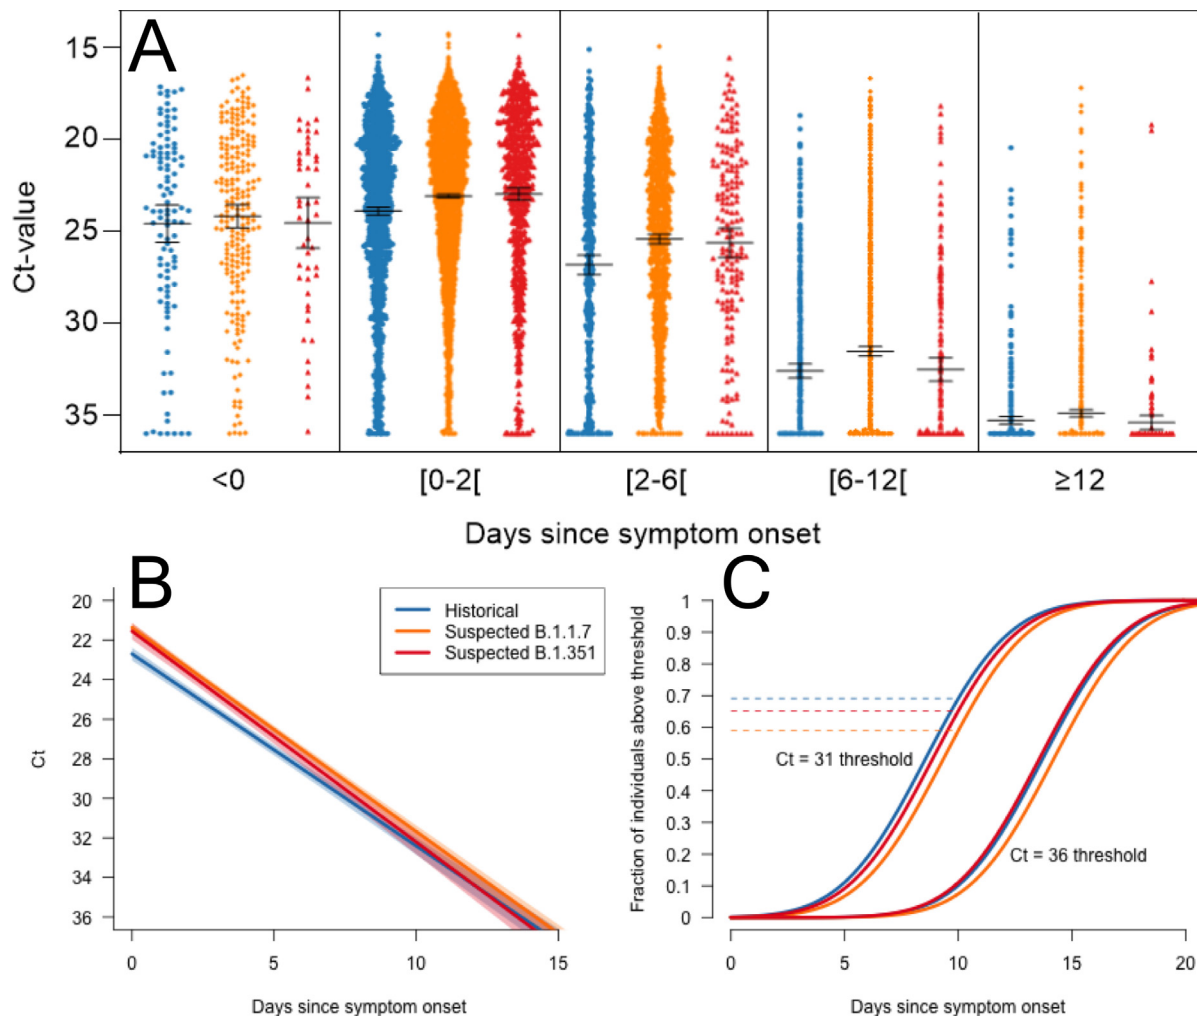 A
15
20
25
30
35
Ct-value
<0
[0-2[
[2-6[
[6-12[
≥12
Days since symptom onset
B
20
22
24
26
28
30
32
34
36
Ct
Historical
Suspected B.1.1.7
Suspected B.1.351
0
5
10
15
Days since symptom onset
C
1
0.9
0.8
0.7
0.6
0.5
0.4
0.3
0.2
0.1
0
Fraction of individuals above threshold
Ct = 31 threshold
Ct = 36 threshold
0
5
10
15
20
Days since symptom onset